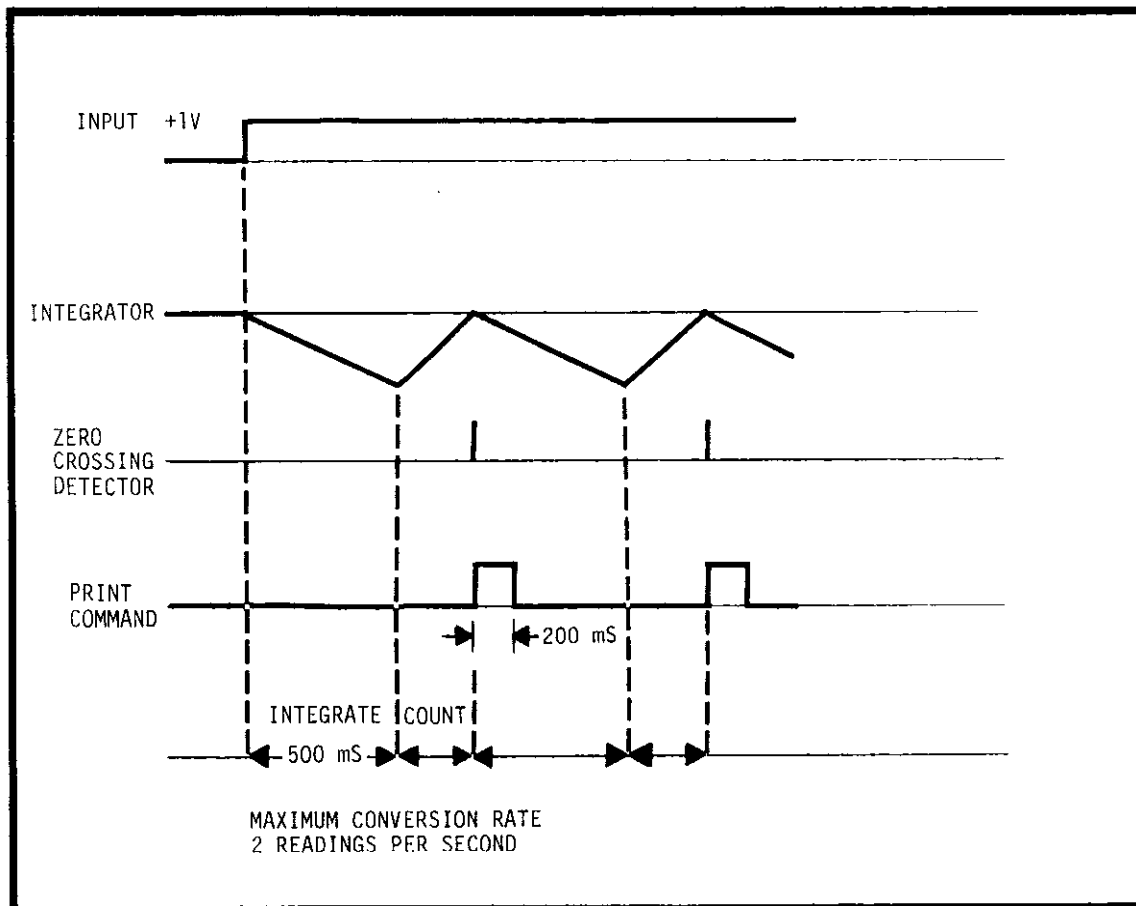 INPUT +1V
INTEGRATOR
ZERO
CROSSING
DETECTOR
PRINT
COMMAND
200 mS
INTEGRATE COUNT
500 mS
MAXIMUM CONVERSION RATE
2 READINGS PER SECOND